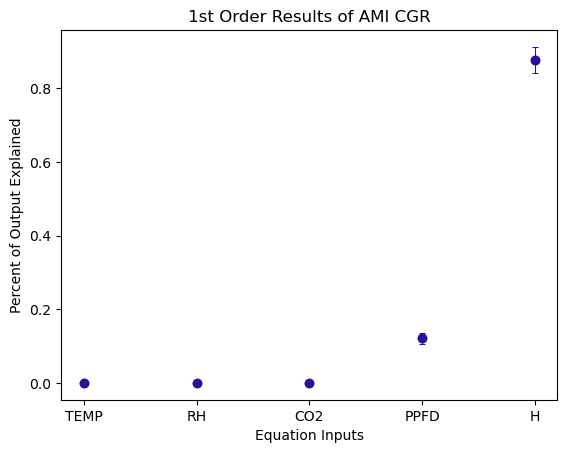 1st Order Results of AMI CGR
Percent of Output Explained
0.8
0.6
0.4
0.2
0.0
TEMP RH CO2 PPFD H
Equation Inputs